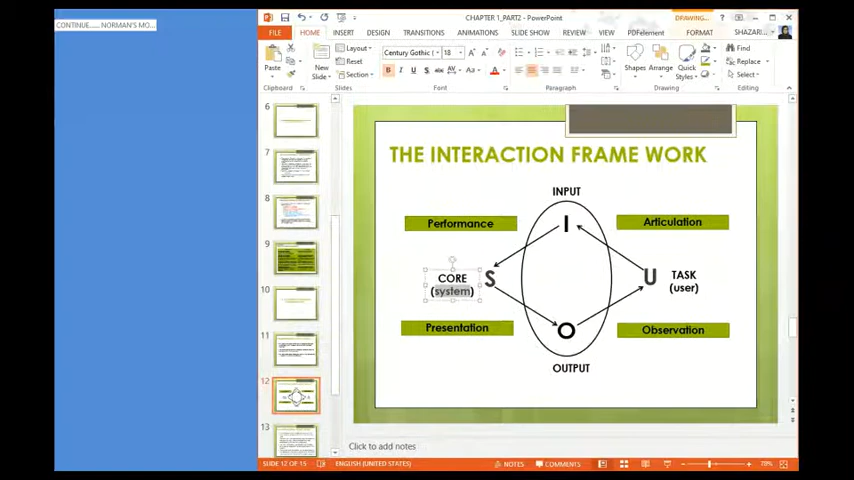 CONTINUE..... NORMAN'S MO...
CHAPTER 1_PART2 - PowerPoint
DRAWING...
FILE HOME INSERT DESIGN TRANSITIONS ANIMATIONS SLIDE SHOW REVIEW VIEW PDFelement FORMAT SHAZARI...
Paste
New
Slide
Layout
Reset
Section
Century Gothic ( 18
B I U S
Shapes Arrange Quick
Styles
Find
Replace
Select
Clipboard Slides Font Paragraph Drawing Editing
6
7
8
9
10
11
12
13
THE INTERACTION FRAME WORK
INPUT
Performance
I
Articulation
CORE
(system)
S
U
TASK
(user)
Presentation
O
Observation
OUTPUT
Click to add notes
SLIDE 12 OF 15 ENGLISH (UNITED STATES) NOTES COMMENTS 78%